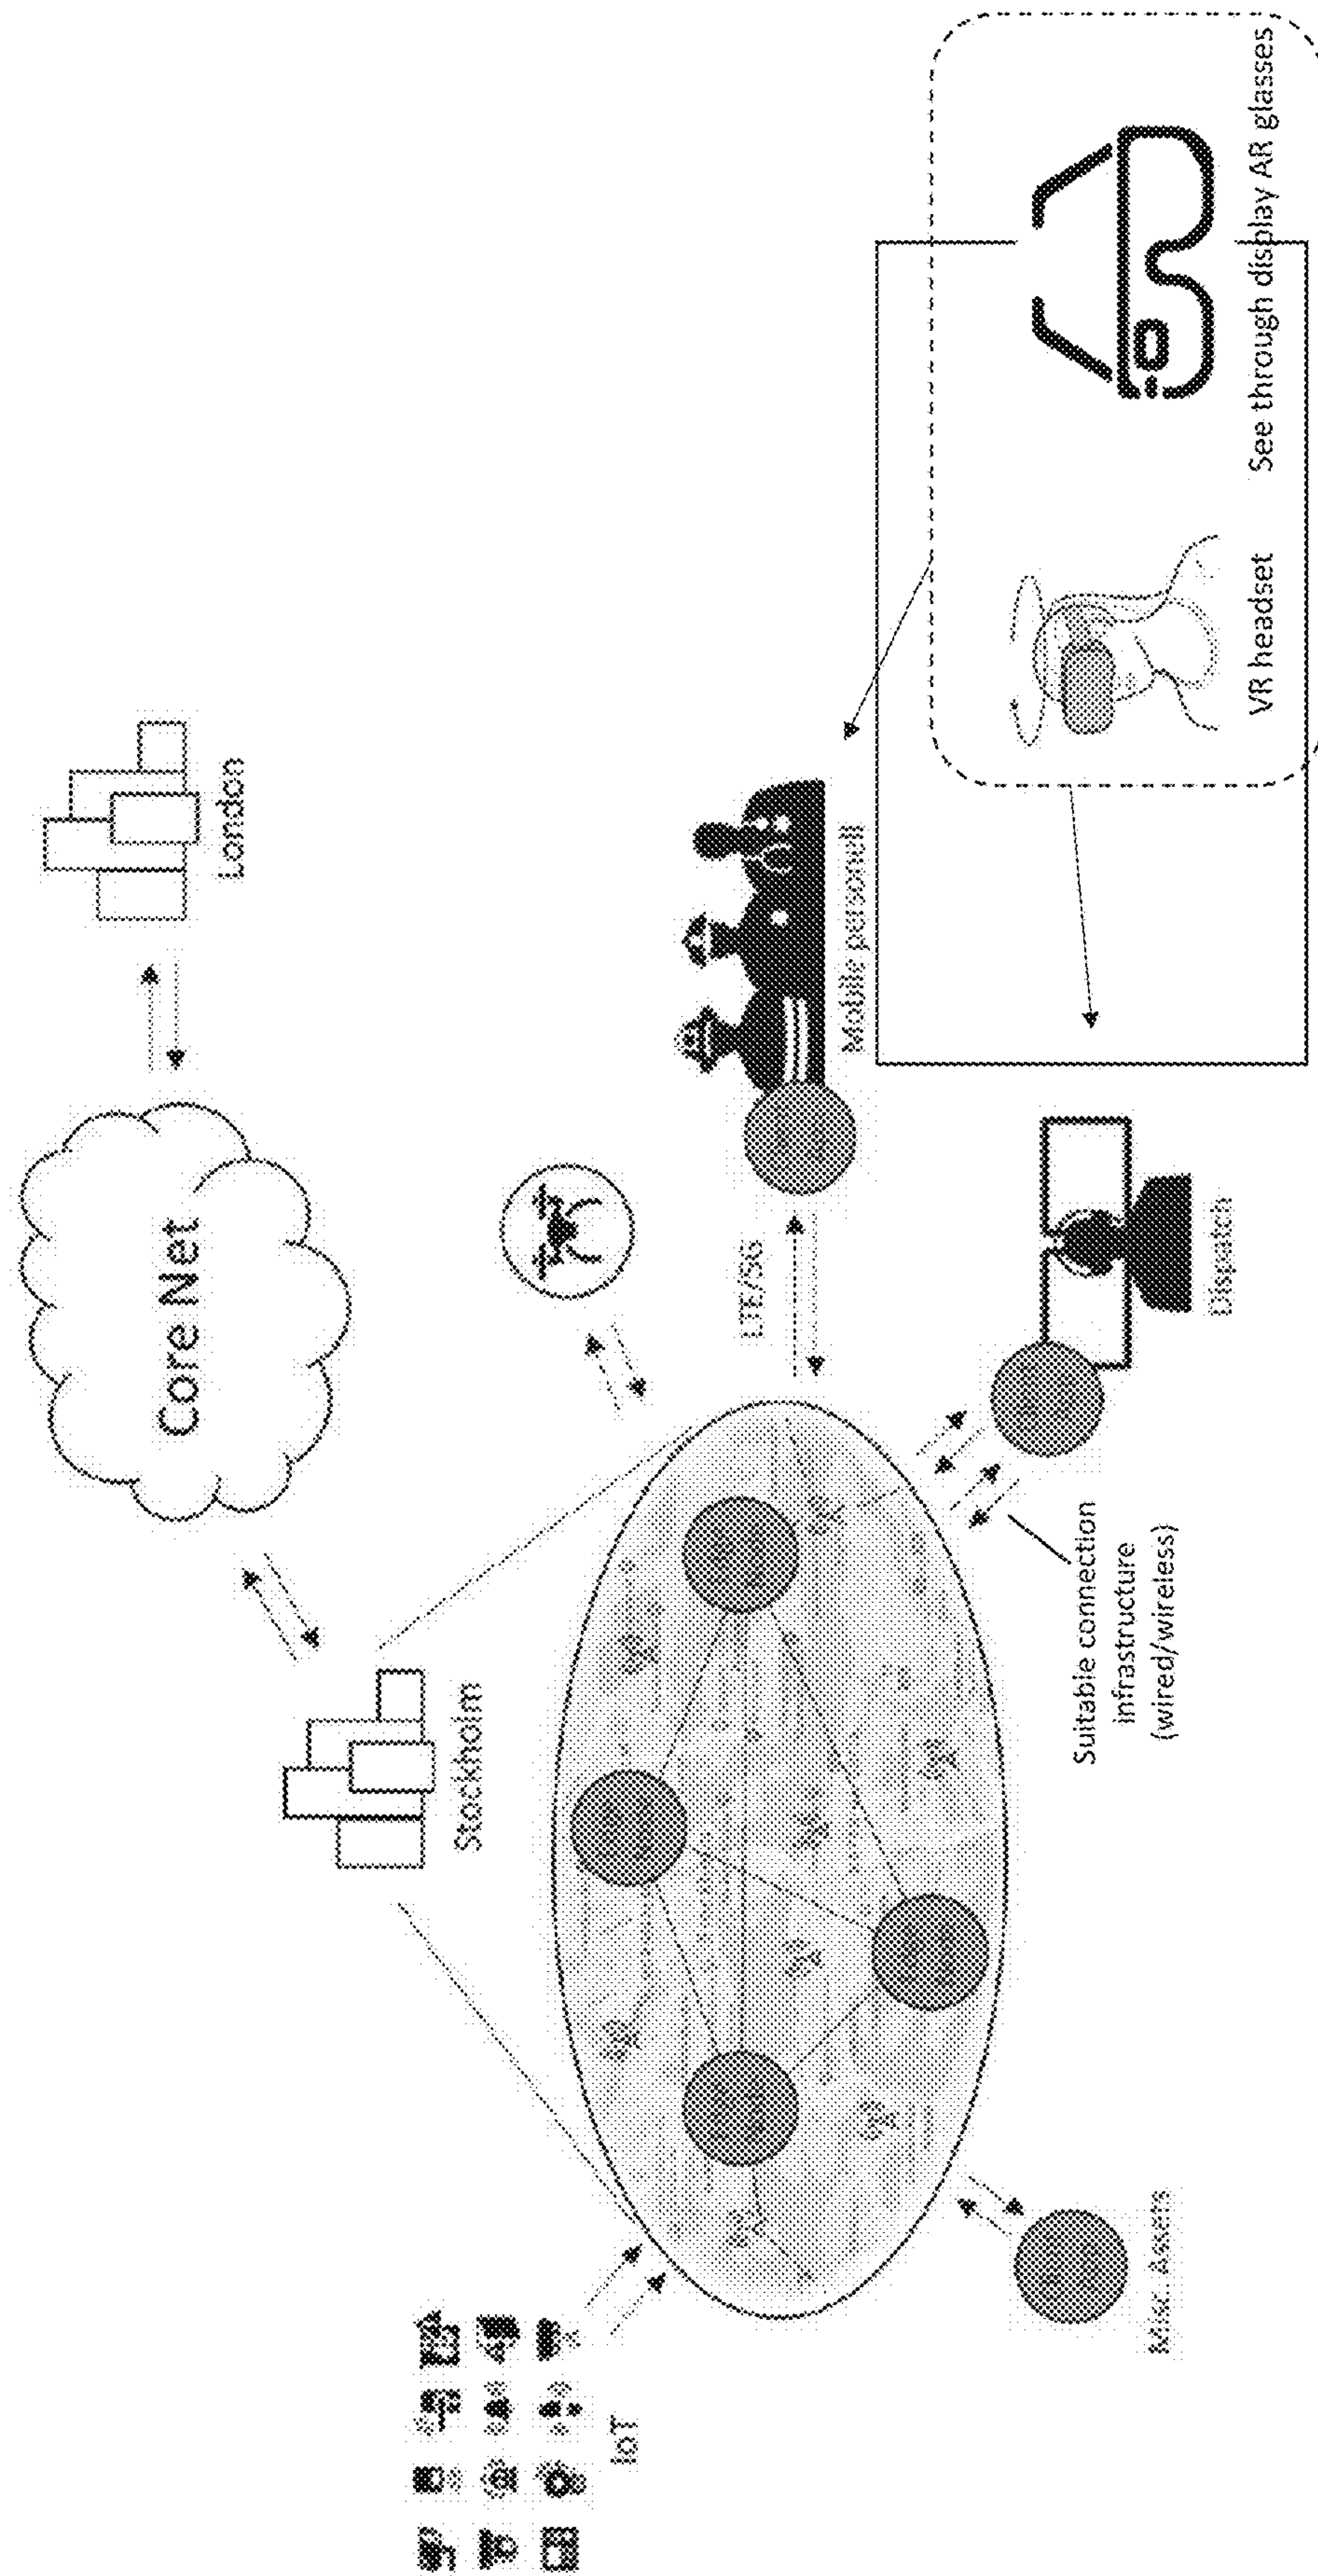 Core Net
London
Stockholm
IoT
LTE/5G
Mobile personell
Misc. Assets
Suitable connection
infrastructure
(wired/wireless)
Dispatch
VR headset
See through display AR glasses